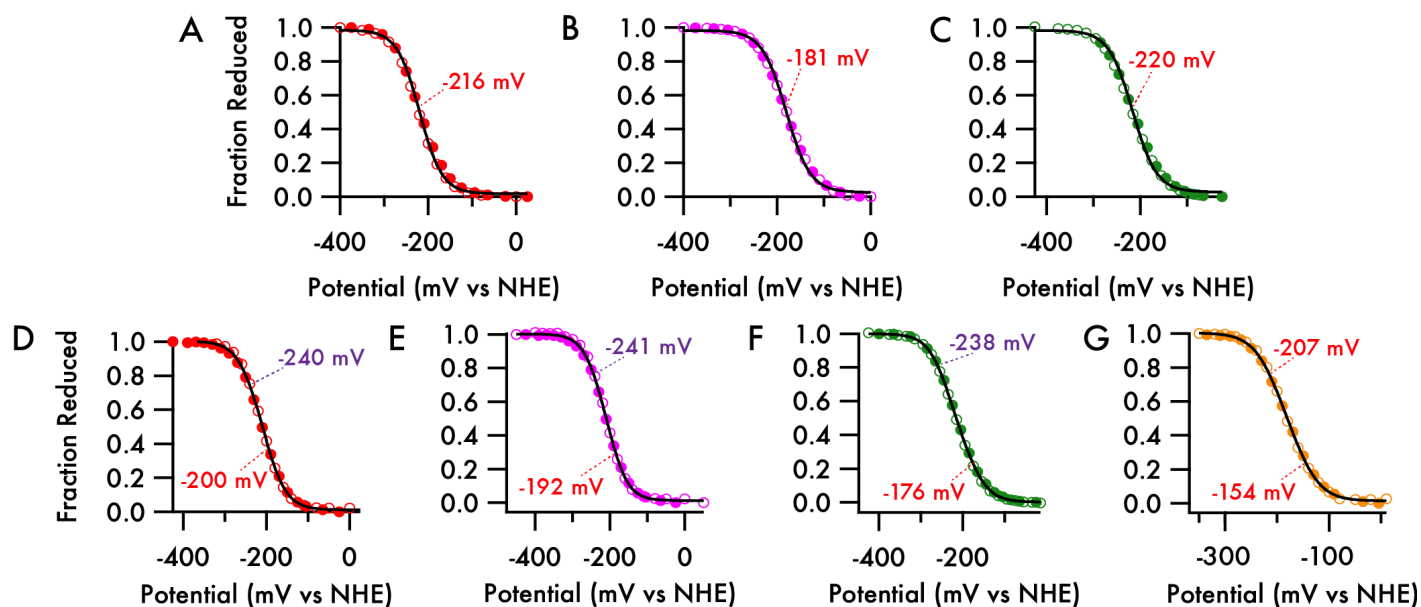 A B C
Fraction Reduced
1.0 1.0 1.0
0.8 0.8 0.8
0.6 0.6 0.6
0.4 0.4 0.4
0.2 0.2 0.2
0.0 0.0 0.0
-216 mV -181 mV -220 mV
-400 -200 0 -400 -200 0 -400 -200
Potential (mV vs NHE) Potential (mV vs NHE) Potential (mV vs NHE)
D E F G
Fraction Reduced
1.0 1.0 1.0 1.0
0.8 0.8 0.8 0.8
0.6 0.6 0.6 0.6
0.4 0.4 0.4 0.4
0.2 0.2 0.2 0.2
0.0 0.0 0.0 0.0
-240 mV -241 mV -238 mV -207 mV
-200 mV -192 mV -176 mV -154 mV
-400 -200 0 -400 -200 0 -400 -200 -300 -100
Potential (mV vs NHE) Potential (mV vs NHE) Potential (mV vs NHE) Potential (mV vs NHE)